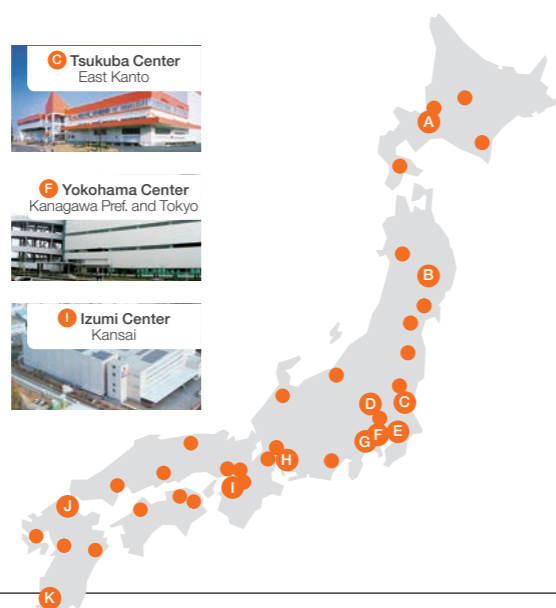 C Tsukuba Center
East Kanto
F Yokohama Center
Kanagawa Pref. and Tokyo
I Izumi Center
Kansai
A
B
C
D
E
F
G
H
I
J
K